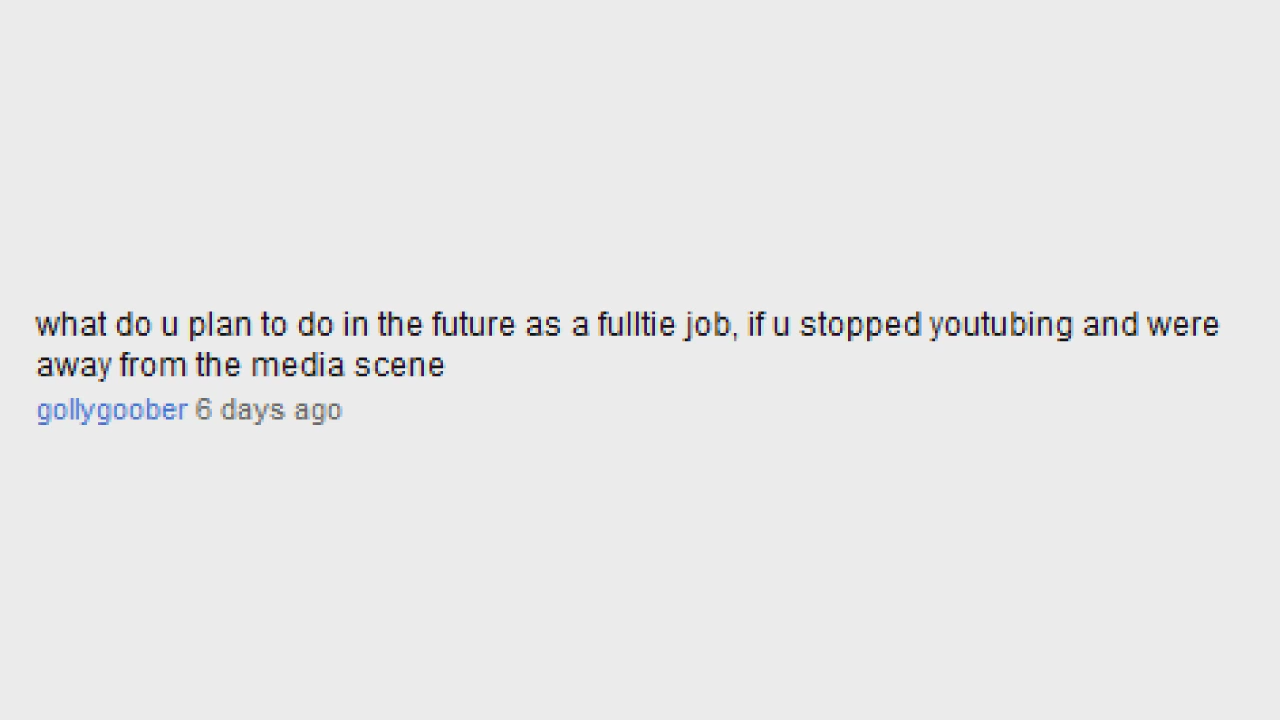 what do u plan to do in the future as a fulltie job, if u stopped youtubing and were
away from the media scene
gollygoober 6 days ago